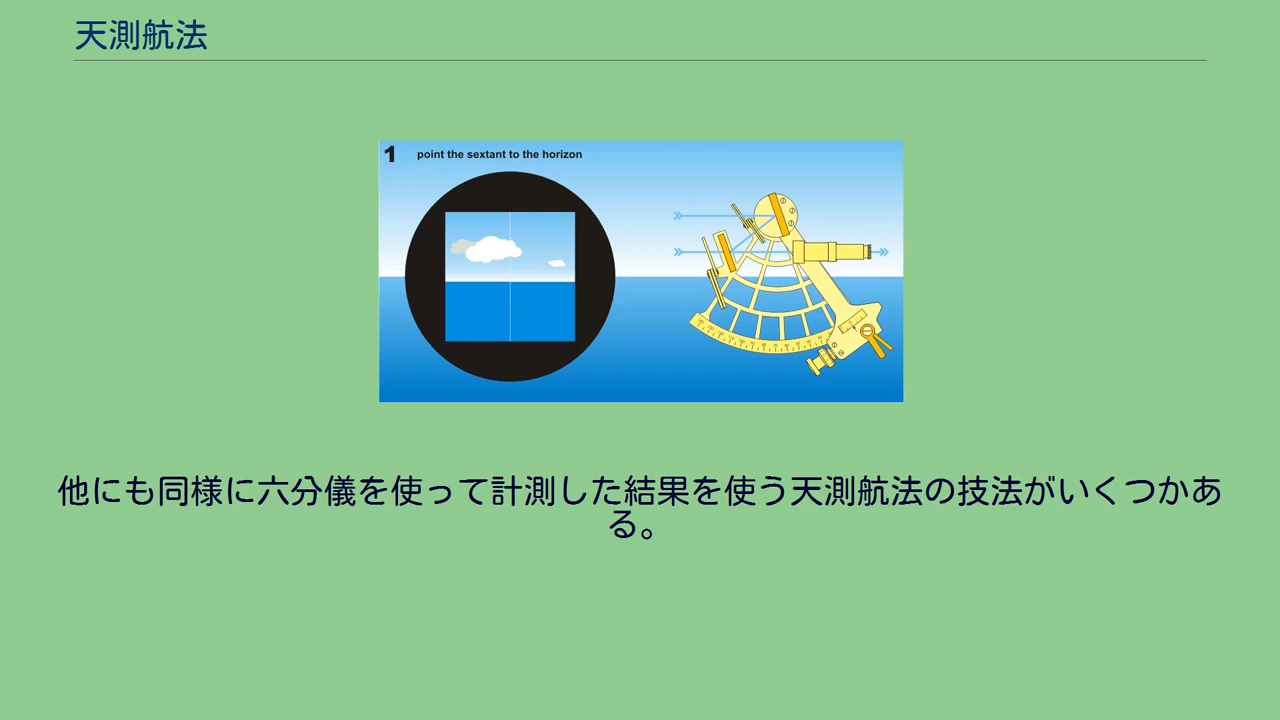 天測航法
1 point the sextant to the horizon
他にも同様に六分儀を使って計測した結果を使う天測航法の技法がいくつかあ
る。